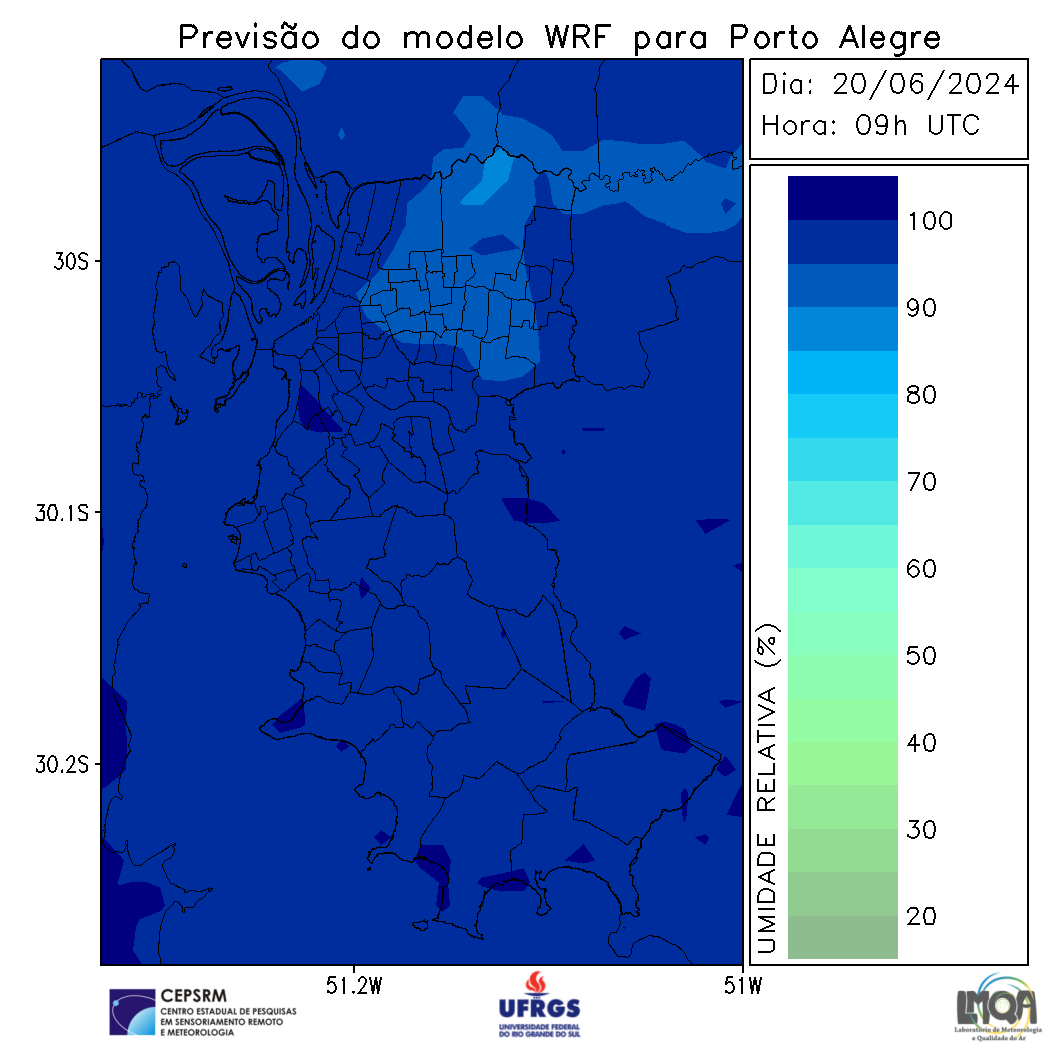 Previsão do modelo WRF para Porto Alegre
Dia: 20/06/2024
Hora: 09h UTC
100
90
80
70
60
50
40
30
20
UMIDADE RELATIVA (%)
30S
30.1S
30.2S
51.2W
51W
CEPSRM
CENTRO ESTADUAL DE PESQUISAS
EM SENSORIAMENTO REMOTO
E METEOROLOGIA
UFRGS
UNIVERSIDADE FEDERAL
DO RIO GRANDE DO SUL
LMQA
Laboratório de Meteorologia
e Qualidade do Ar